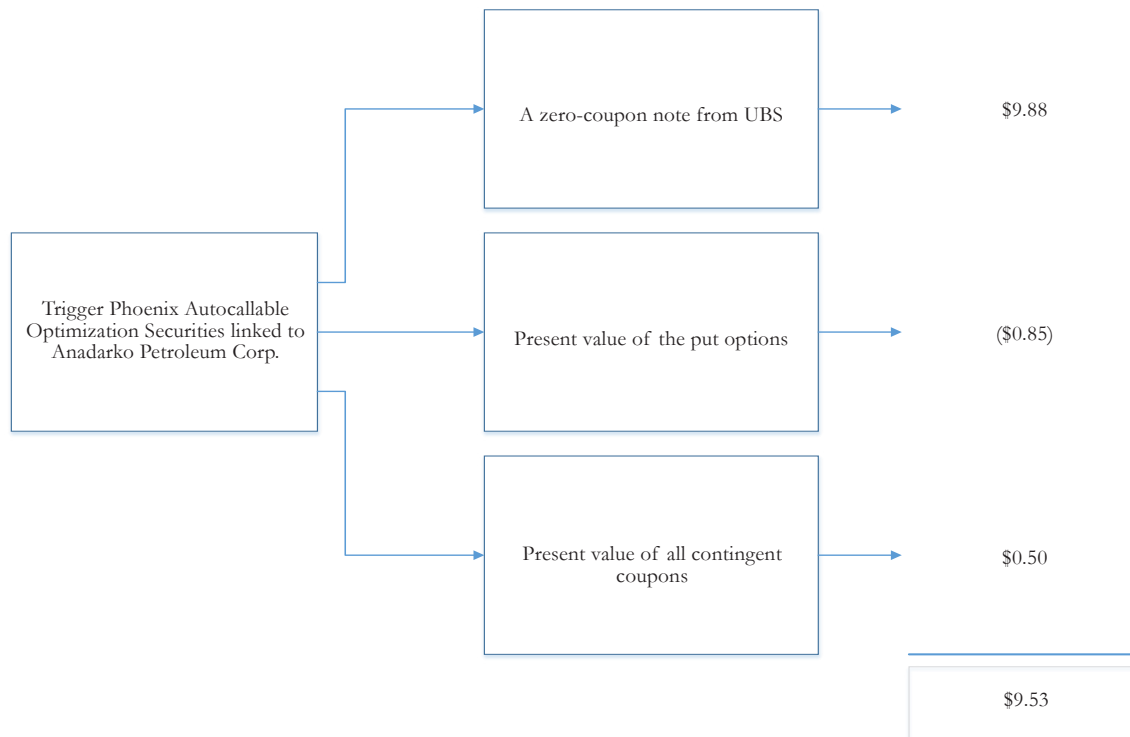 A zero-coupon note from UBS
$9.88
Trigger Phoenix Autocallable
Optimization Securities linked to
Anadarko Petroleum Corp.
Present value of the put options
($0.85)
Present value of all contingent
coupons
$0.50
$9.53